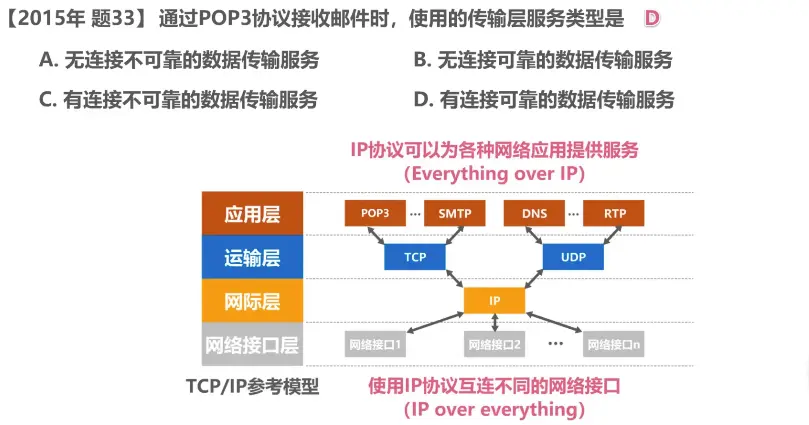 【2015年 题33】通过POP3协议接收邮件时，使用的传输层服务类型是 D
A. 无连接不可靠的数据传输服务 B. 无连接可靠的数据传输服务
C. 有连接不可靠的数据传输服务 D. 有连接可靠的数据传输服务
IP协议可以为各种网络应用提供服务
（Everything over IP）
应用层 POP3 … SMTP DNS … RTP
运输层 TCP UDP
网际层 IP
网络接口层 网络接口1 网络接口2 … 网络接口n
TCP/IP参考模型 使用IP协议互连不同的网络接口
（IP over everything）